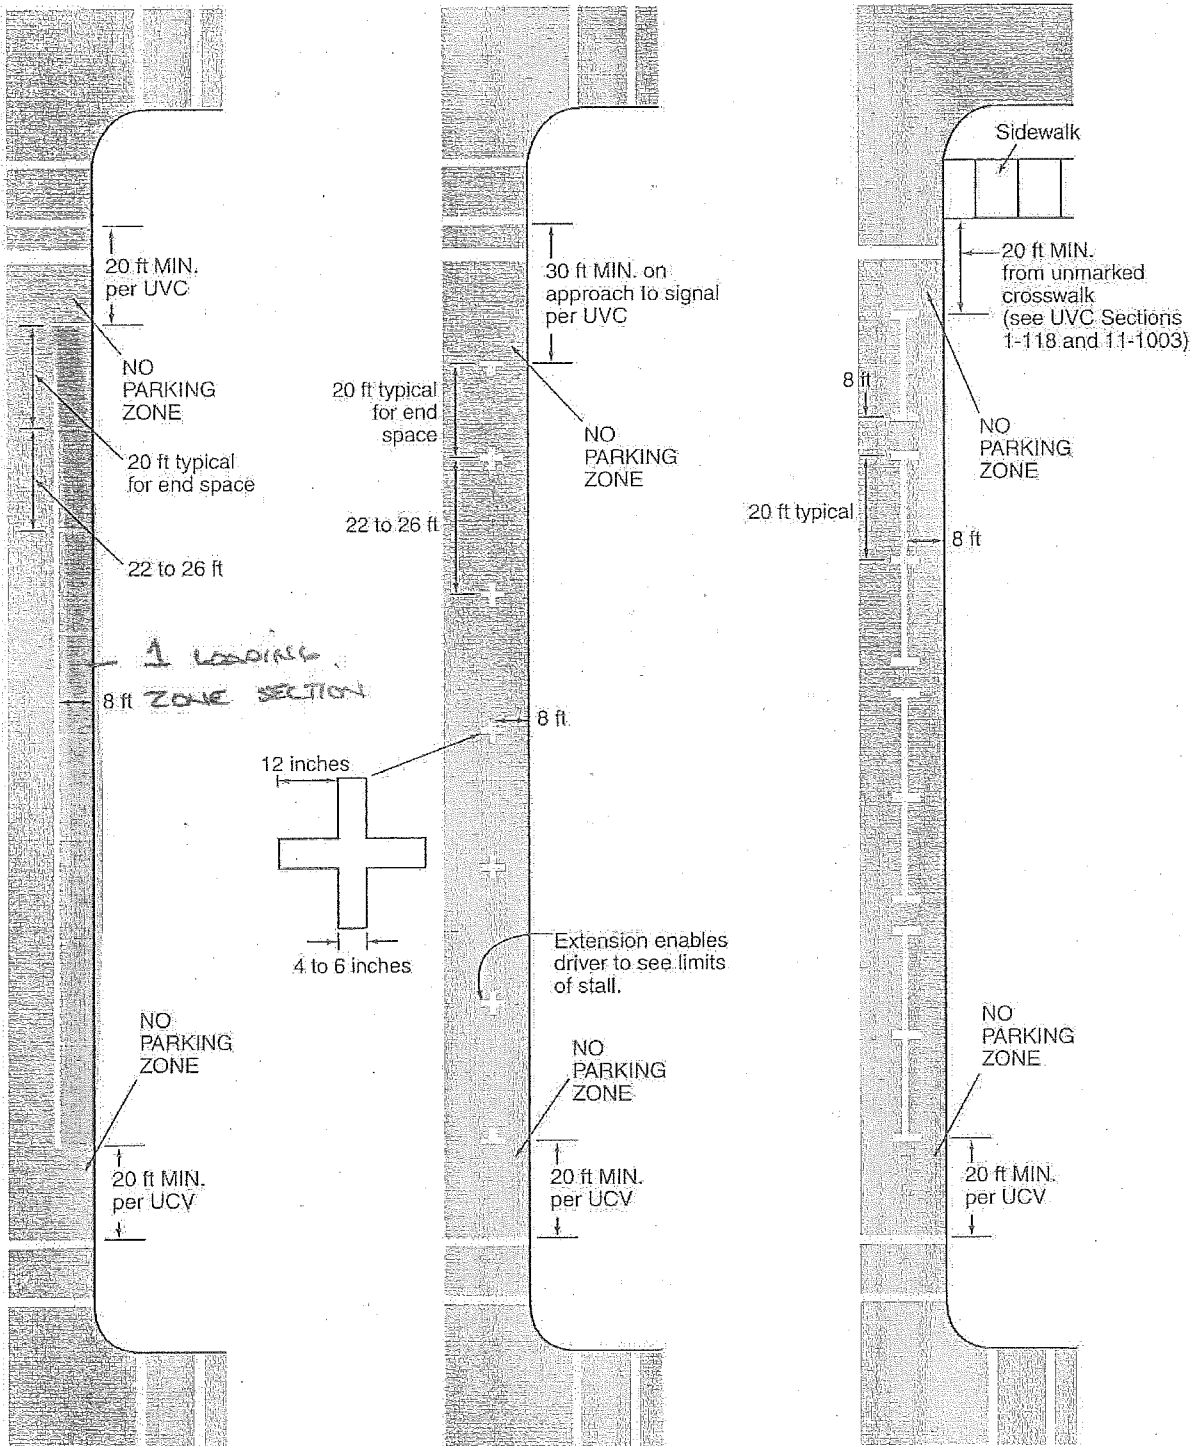 20 ft MIN.
per UVC
NO
PARKING
ZONE
20 ft typical
for end space
22 to 26 ft
1 LOADING
ZONE SECTION
8 ft
NO
PARKING
ZONE
20 ft MIN.
per UCV
30 ft MIN. on
approach to signal
per UVC
20 ft typical
for end
space
NO
PARKING
ZONE
22 to 26 ft
8 ft
12 inches
4 to 6 inches
Extension enables
driver to see limits
of stall.
NO
PARKING
ZONE
20 ft MIN.
per UCV
Sidewalk
20 ft MIN.
from unmarked
crosswalk
(see UVC Sections
1-118 and 11-1003)
8 ft
NO
PARKING
ZONE
20 ft typical
8 ft
NO
PARKING
ZONE
20 ft MIN.
per UCV